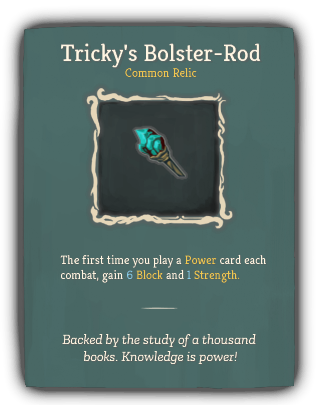 Tricky's Bolster-Rod
Common Relic
The first time you play a Power card each
combat, gain 6 Block and 1 Strength.
Backed by the study of a thousand
books. Knowledge is power!